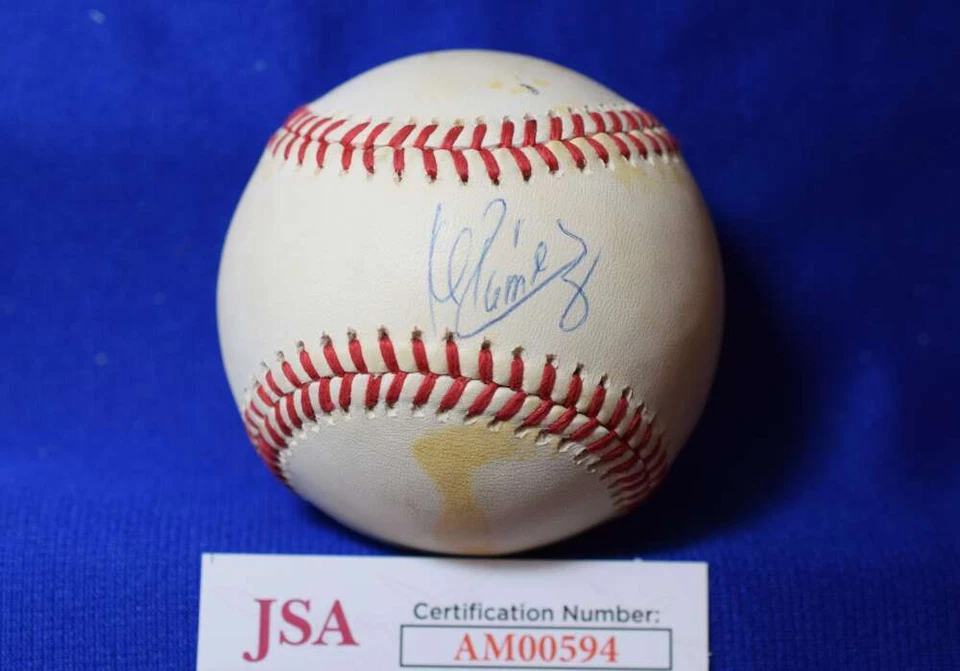 JSA
Certification Number:
AM00594